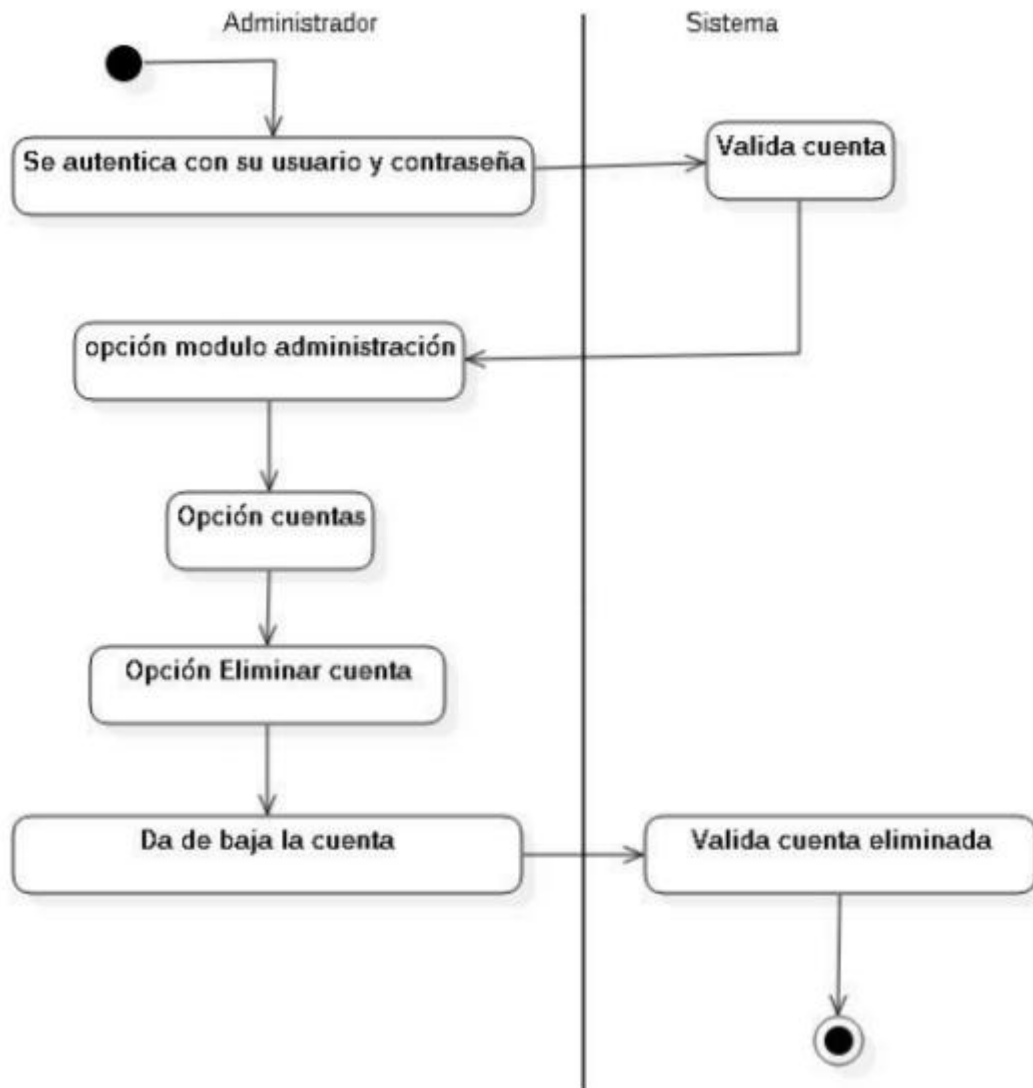 Administrador
Sistema
Se autentica con su usuario y contraseña
Valida cuenta
opción modulo administración
Opción cuentas
Opción Eliminar cuenta
Da de baja la cuenta
Valida cuenta eliminada